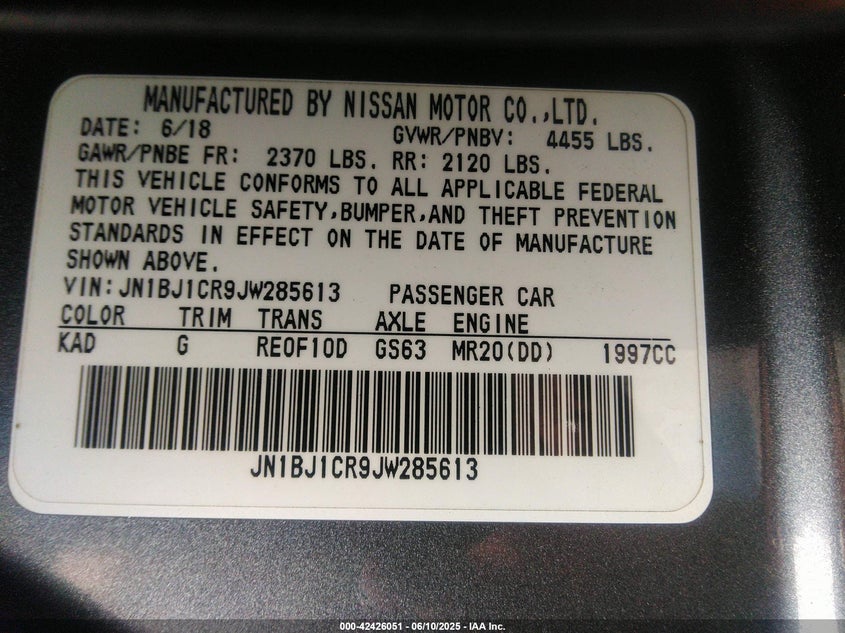 MANUFACTURED BY NISSAN MOTOR CO.,LTD.
DATE: 6/18 GVWR/PNBV: 4455 LBS.
GAWR/PNBE FR: 2370 LBS. RR: 2120 LBS.
THIS VEHICLE CONFORMS TO ALL APPLICABLE FEDERAL
MOTOR VEHICLE SAFETY,BUMPER,AND THEFT PREVENTION
STANDARDS IN EFFECT ON THE DATE OF MANUFACTURE
SHOWN ABOVE.
VIN:JN1BJ1CR9JW285613 PASSENGER CAR
COLOR TRIM TRANS AXLE ENGINE
KAD G RE0F10D GS63 MR20(DD) 1997CC
JN1BJ1CR9JW285613
000-42426051 - 06/10/2025 - IAA Inc.